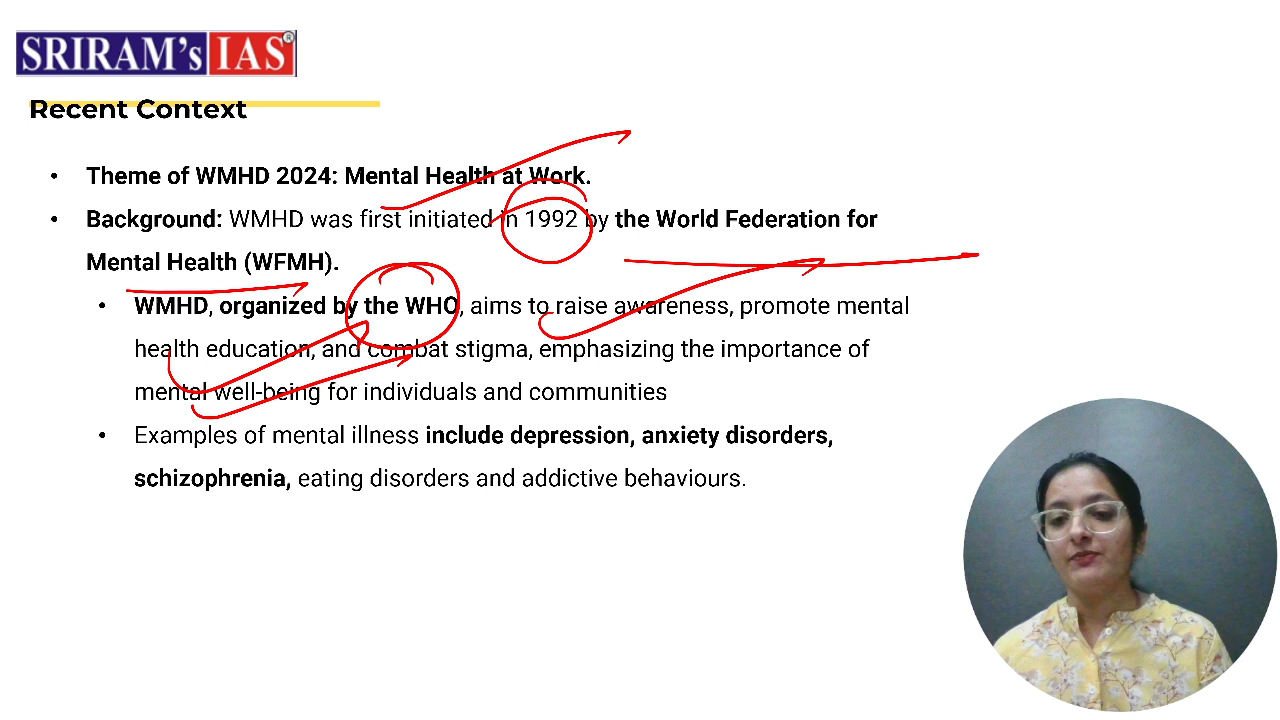 SRIRAM's IAS®
Recent Context
• Theme of WMHD 2024: Mental Health at Work.
• Background: WMHD was first initiated in 1992 by the World Federation for
Mental Health (WFMH).
• WMHD, organized by the WHO, aims to raise awareness, promote mental
health education, and combat stigma, emphasizing the importance of
mental well-being for individuals and communities
• Examples of mental illness include depression, anxiety disorders,
schizophrenia, eating disorders and addictive behaviours.